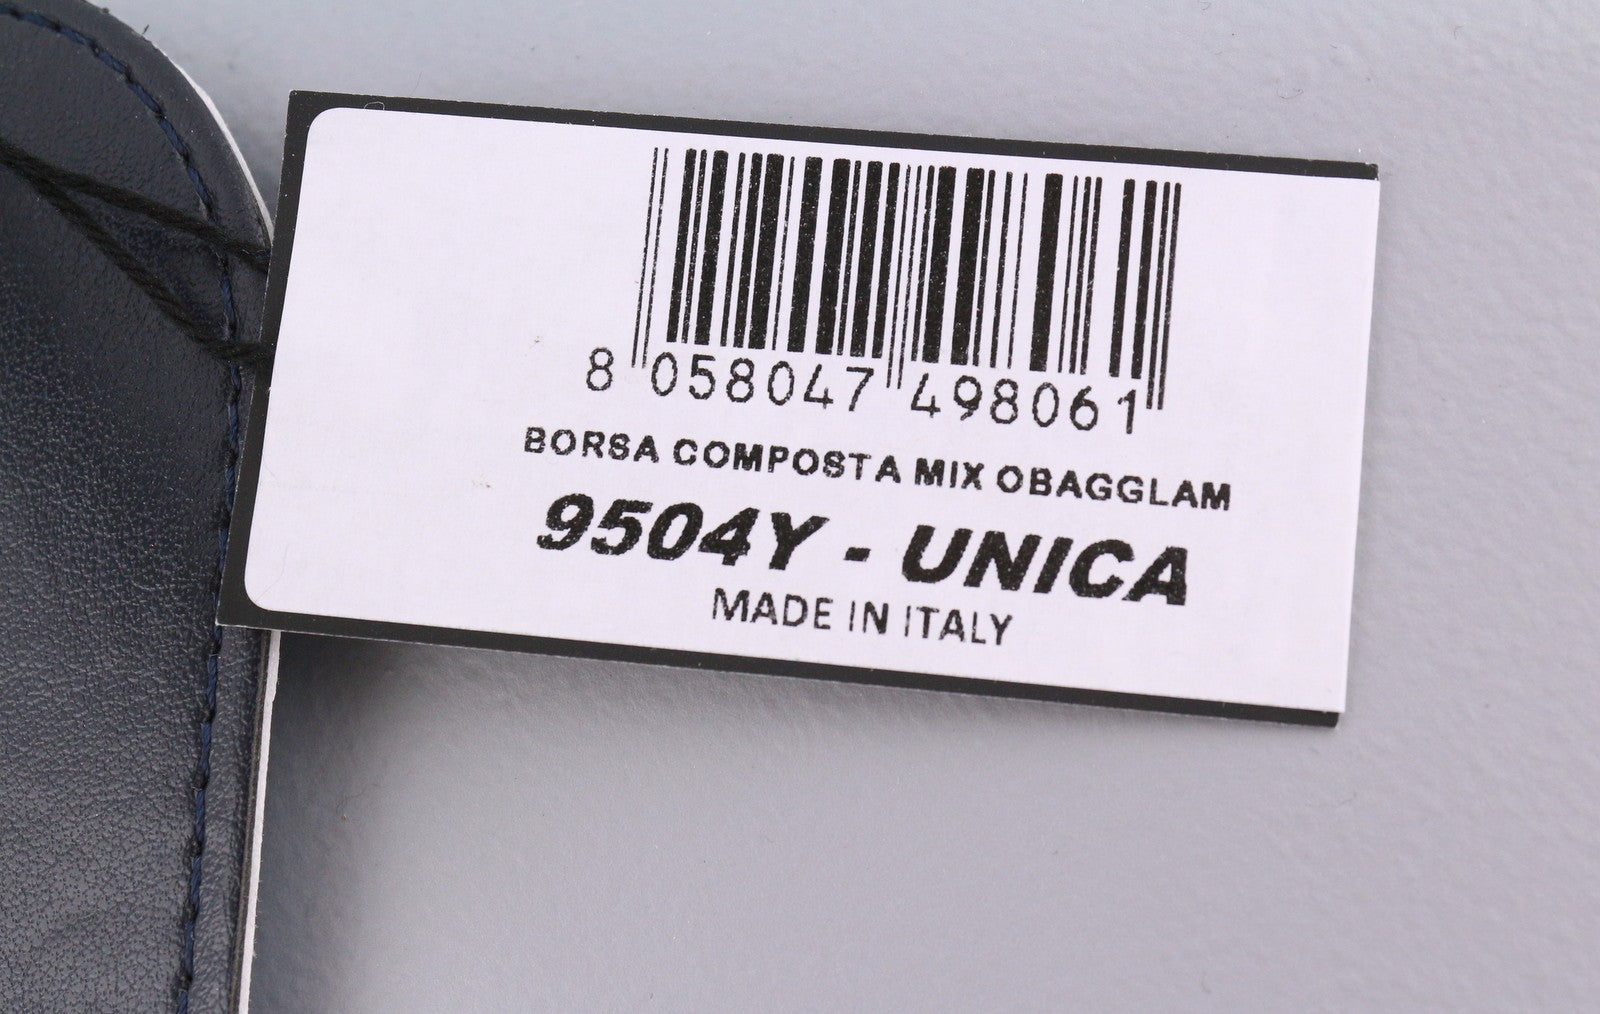 8 058047 498061
BORSA COMPOSTA MIX OBAGGLAM
9504Y - UNICA
MADE IN ITALY